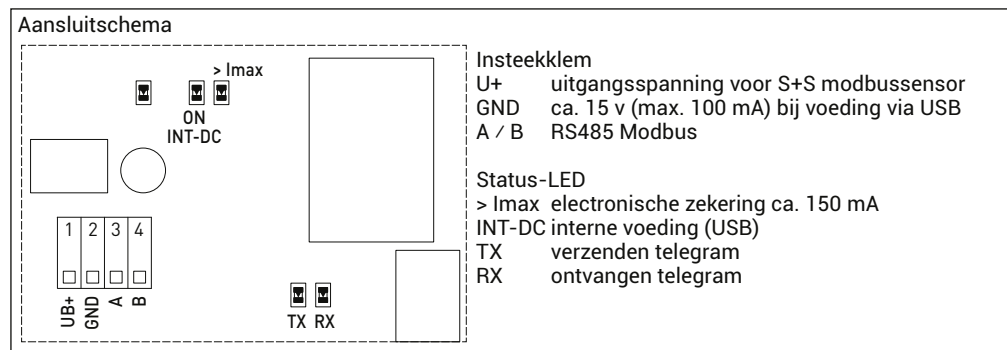 Aansluitschema
> Imax
ON
INT-DC
1 2 3 4
UB+ GND A B
TX RX
Insteekklem
U+ uitgangsspanning voor S+S modbussensor
GND ca. 15 v (max. 100 mA) bij voeding via USB
A / B RS485 Modbus
Status-LED
> Imax electronische zekering ca. 150 mA
INT-DC interne voeding (USB)
TX verzenden telegram
RX ontvangen telegram